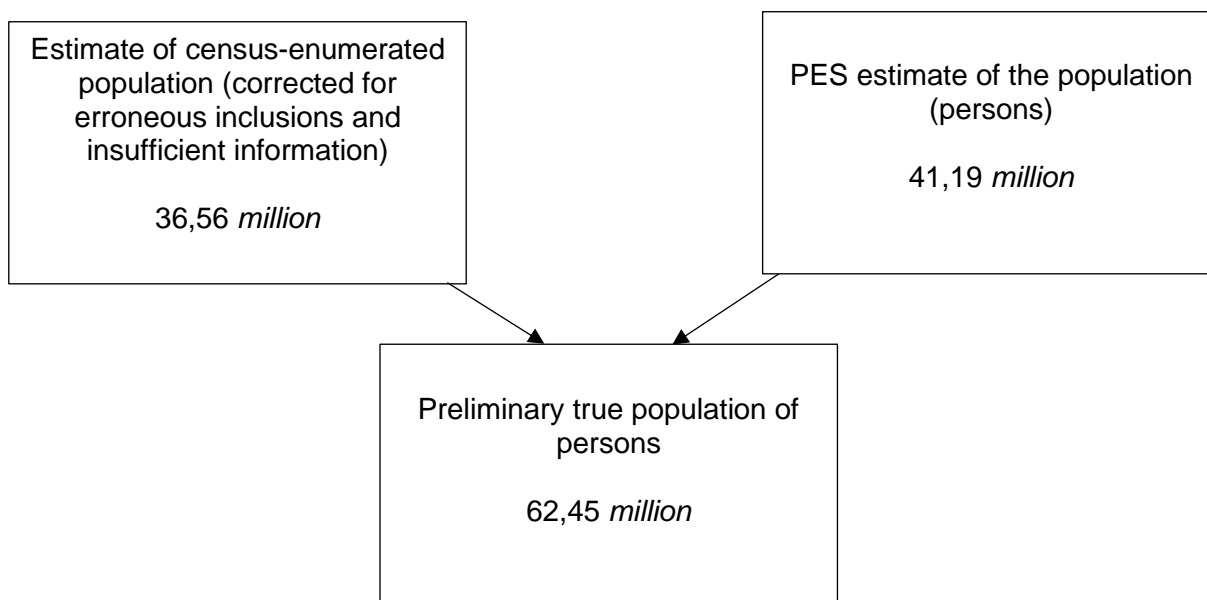 Estimate of census-enumerated
population (corrected for
erroneous inclusions and
insufficient information)
36,56 million
PES estimate of the population
(persons)
41,19 million
Preliminary true population of
persons
62,45 million